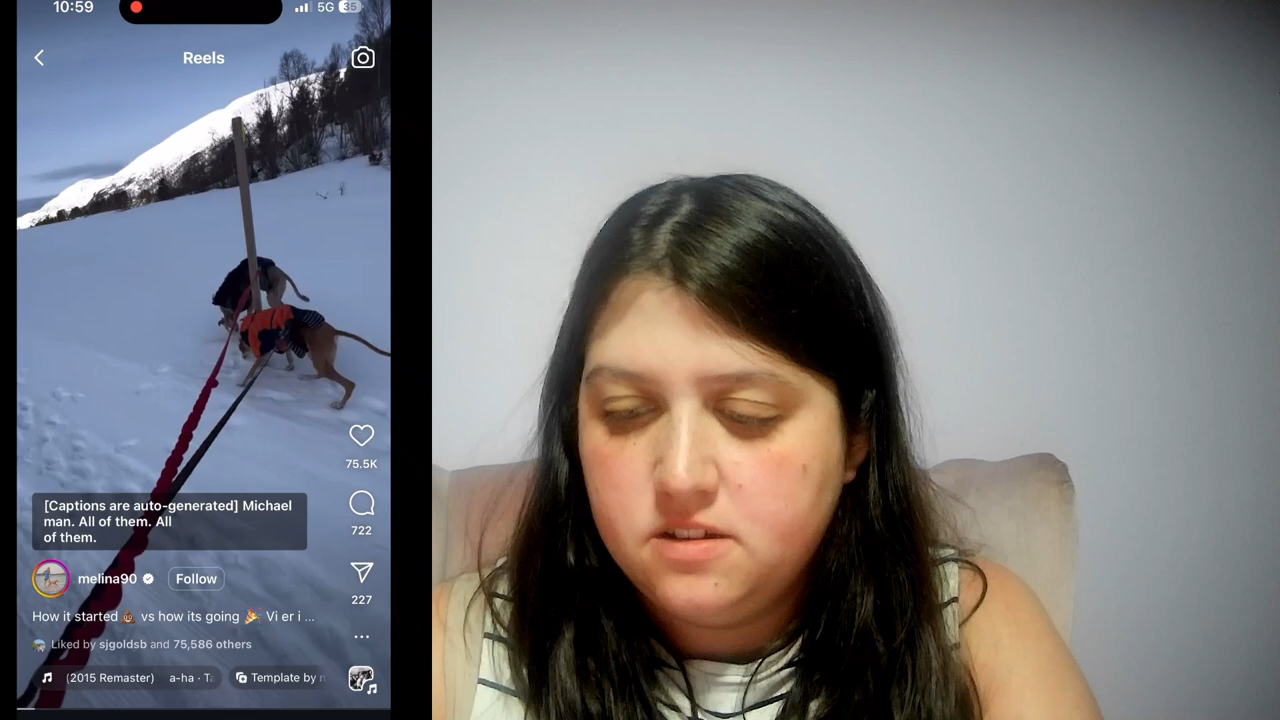 10:59
5G
35
Reels
75.5K
[Captions are auto-generated] Michael
man. All of them. All
of them.
722
melina90
Follow
227
How it started💩 vs how its going 🎉 Vi er i ...
Liked by sjgoldsb and 75,586 others
(2015 Remaster)
a-ha · Ta
Template by